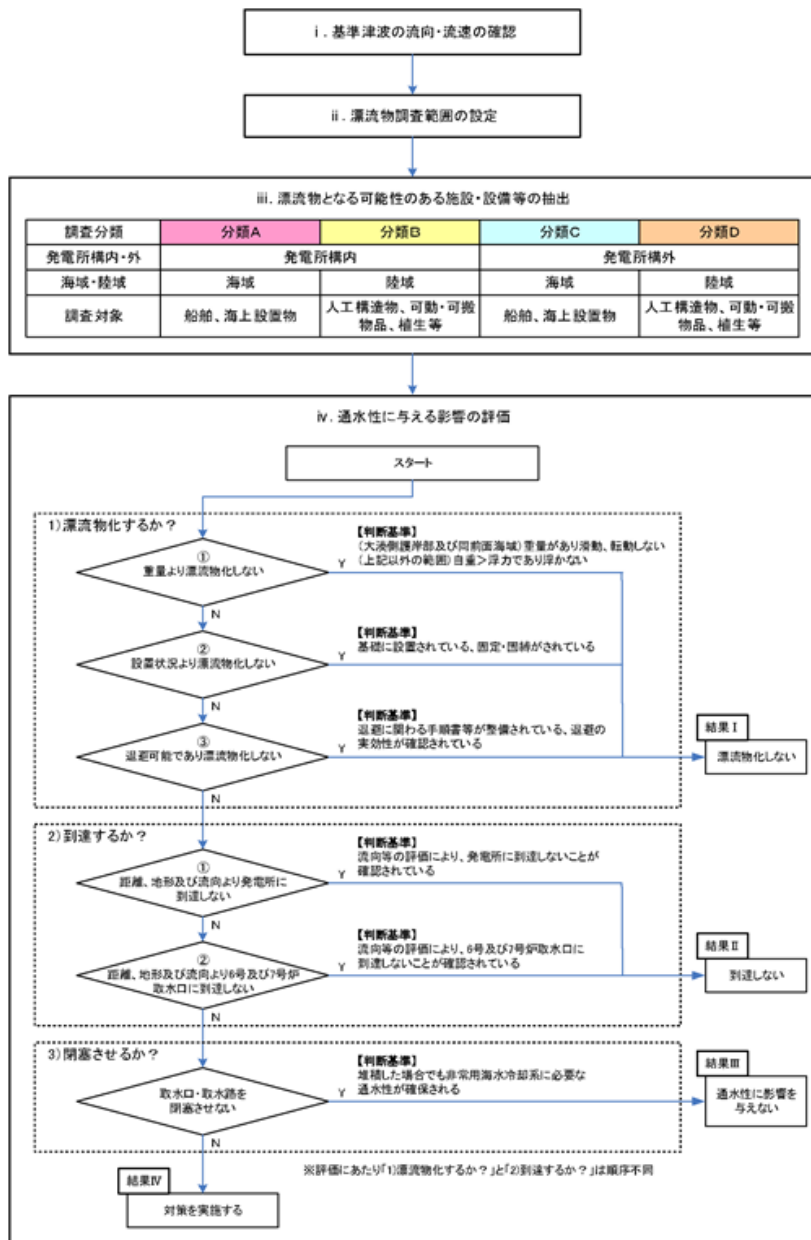 ⅰ. 基準津波の流向・流速の確認
ⅱ. 漂流物調査範囲の設定
ⅲ. 漂流物となる可能性のある施設・設備等の抽出
調査分類 分類A 分類B 分類C 分類D
発電所構内・外 発電所構内 発電所構外
海域・陸域 海域 陸域 海域 陸域
調査対象 船舶、海上設置物 人工構造物、可動・可搬 船舶、海上設置物 人工構造物、可動・可搬
物品、植生等 物品、植生等
ⅳ. 通水性に与える影響の評価
スタート
1)漂流物化するか?
①
重量より漂流物化しない
Y
N
【判断基準】
(大湊側護岸部及び同前面海域)重量があり滑動、転動しない
(上記以外の範囲)自重>浮力であり浮かない
②
設置状況より漂流物化しない
Y
N
【判断基準】
基礎に設置されている、固定・固縛がされている
③
退避可能であり漂流物化しない
Y
N
【判断基準】
退避に関わる手順書等が整備されている、退避の
実効性が確認されている
結果Ⅰ
漂流物化しない
2)到達するか?
①
距離、地形及び流向より発電所に
到達しない
Y
N
【判断基準】
流向等の評価により、発電所に到達しないことが
確認されている
②
距離、地形及び流向より6号及び7号炉
取水口に到達しない
Y
N
【判断基準】
流向等の評価により、6号及び7号炉取水口に
到達しないことが確認されている
結果Ⅱ
到達しない
3)閉塞させるか?
取水口・取水路を
閉塞させない
Y
N
【判断基準】
堆積した場合でも非常用海水冷却系に必要な
通水性が確保される
結果Ⅲ
通水性に影響を
与えない
※評価にあたり「1)漂流物化するか?」と「2)到達するか?」は順序不同
結果Ⅳ
対策を実施する